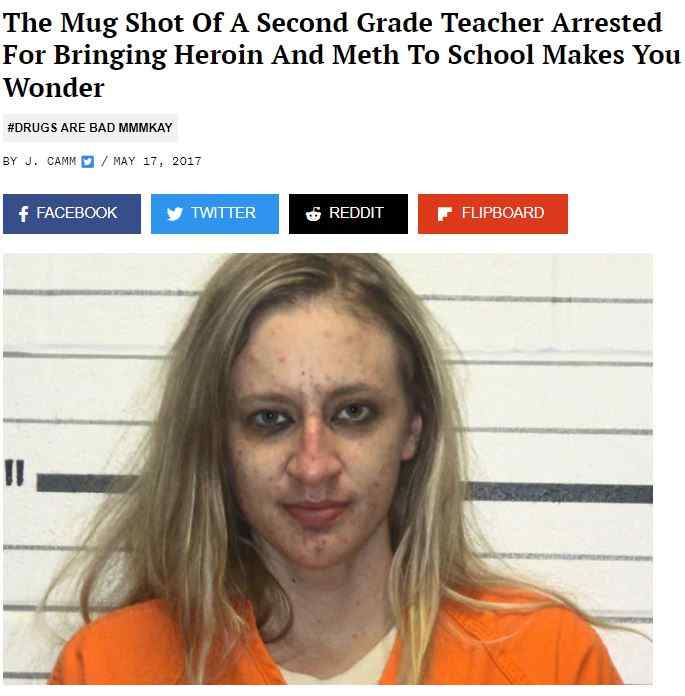 The Mug Shot Of A Second Grade Teacher Arrested
For Bringing Heroin And Meth To School Makes You
Wonder
#DRUGS ARE BAD MMMKAY
BY J. CAMM / MAY 17, 2017
FACEBOOK TWITTER REDDIT FLIPBOARD
"